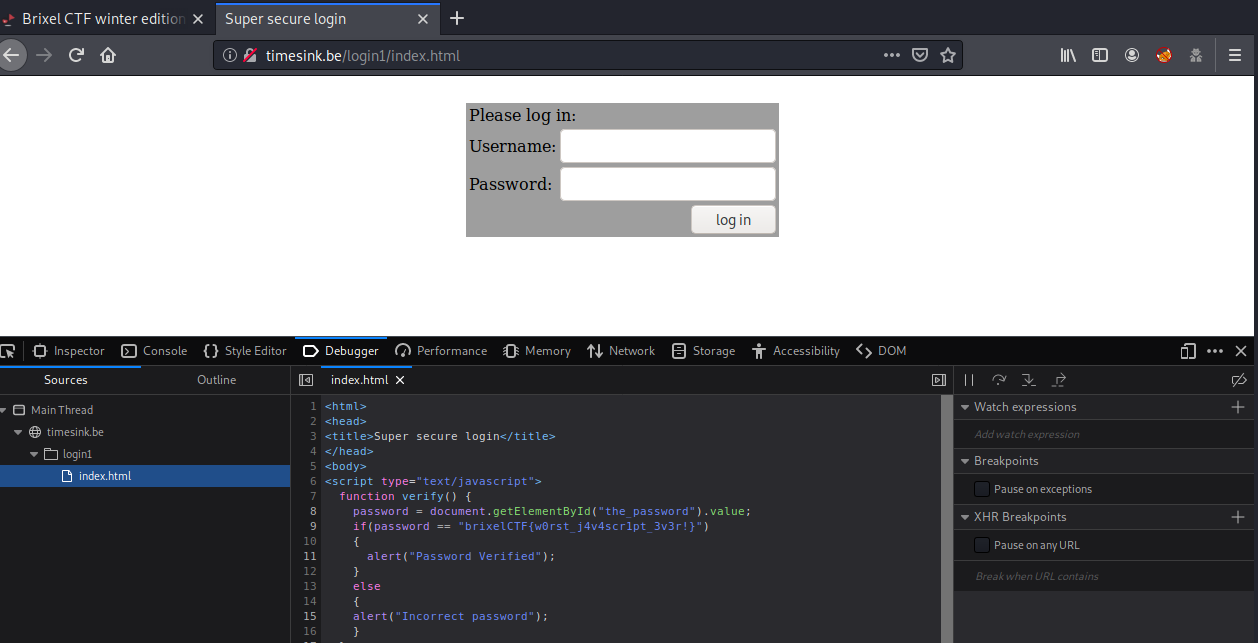 Brixel CTF winter edition
Super secure login
timesink.be/login1/index.html
Please log in:
Username:
Password:
log in
Inspector Console Style Editor Debugger Performance Memory Network Storage Accessibility DOM
Sources Outline
index.html
Main Thread
timesink.be
login1
index.html
1 <html>
2 <head>
3 <title>Super secure login</title>
4 </head>
5 <body>
6 <script type="text/javascript">
7 function verify() {
8 password = document.getElementById("the_password").value;
9 if(password == "brixelCTF{w0rst_j4v4scr1pt_3v3r!}")
10 {
11 alert("Password Verified");
12 }
13 else
14 {
15 alert("Incorrect password");
16 }
Watch expressions
Add watch expression
Breakpoints
Pause on exceptions
XHR Breakpoints
Pause on any URL
Break when URL contains